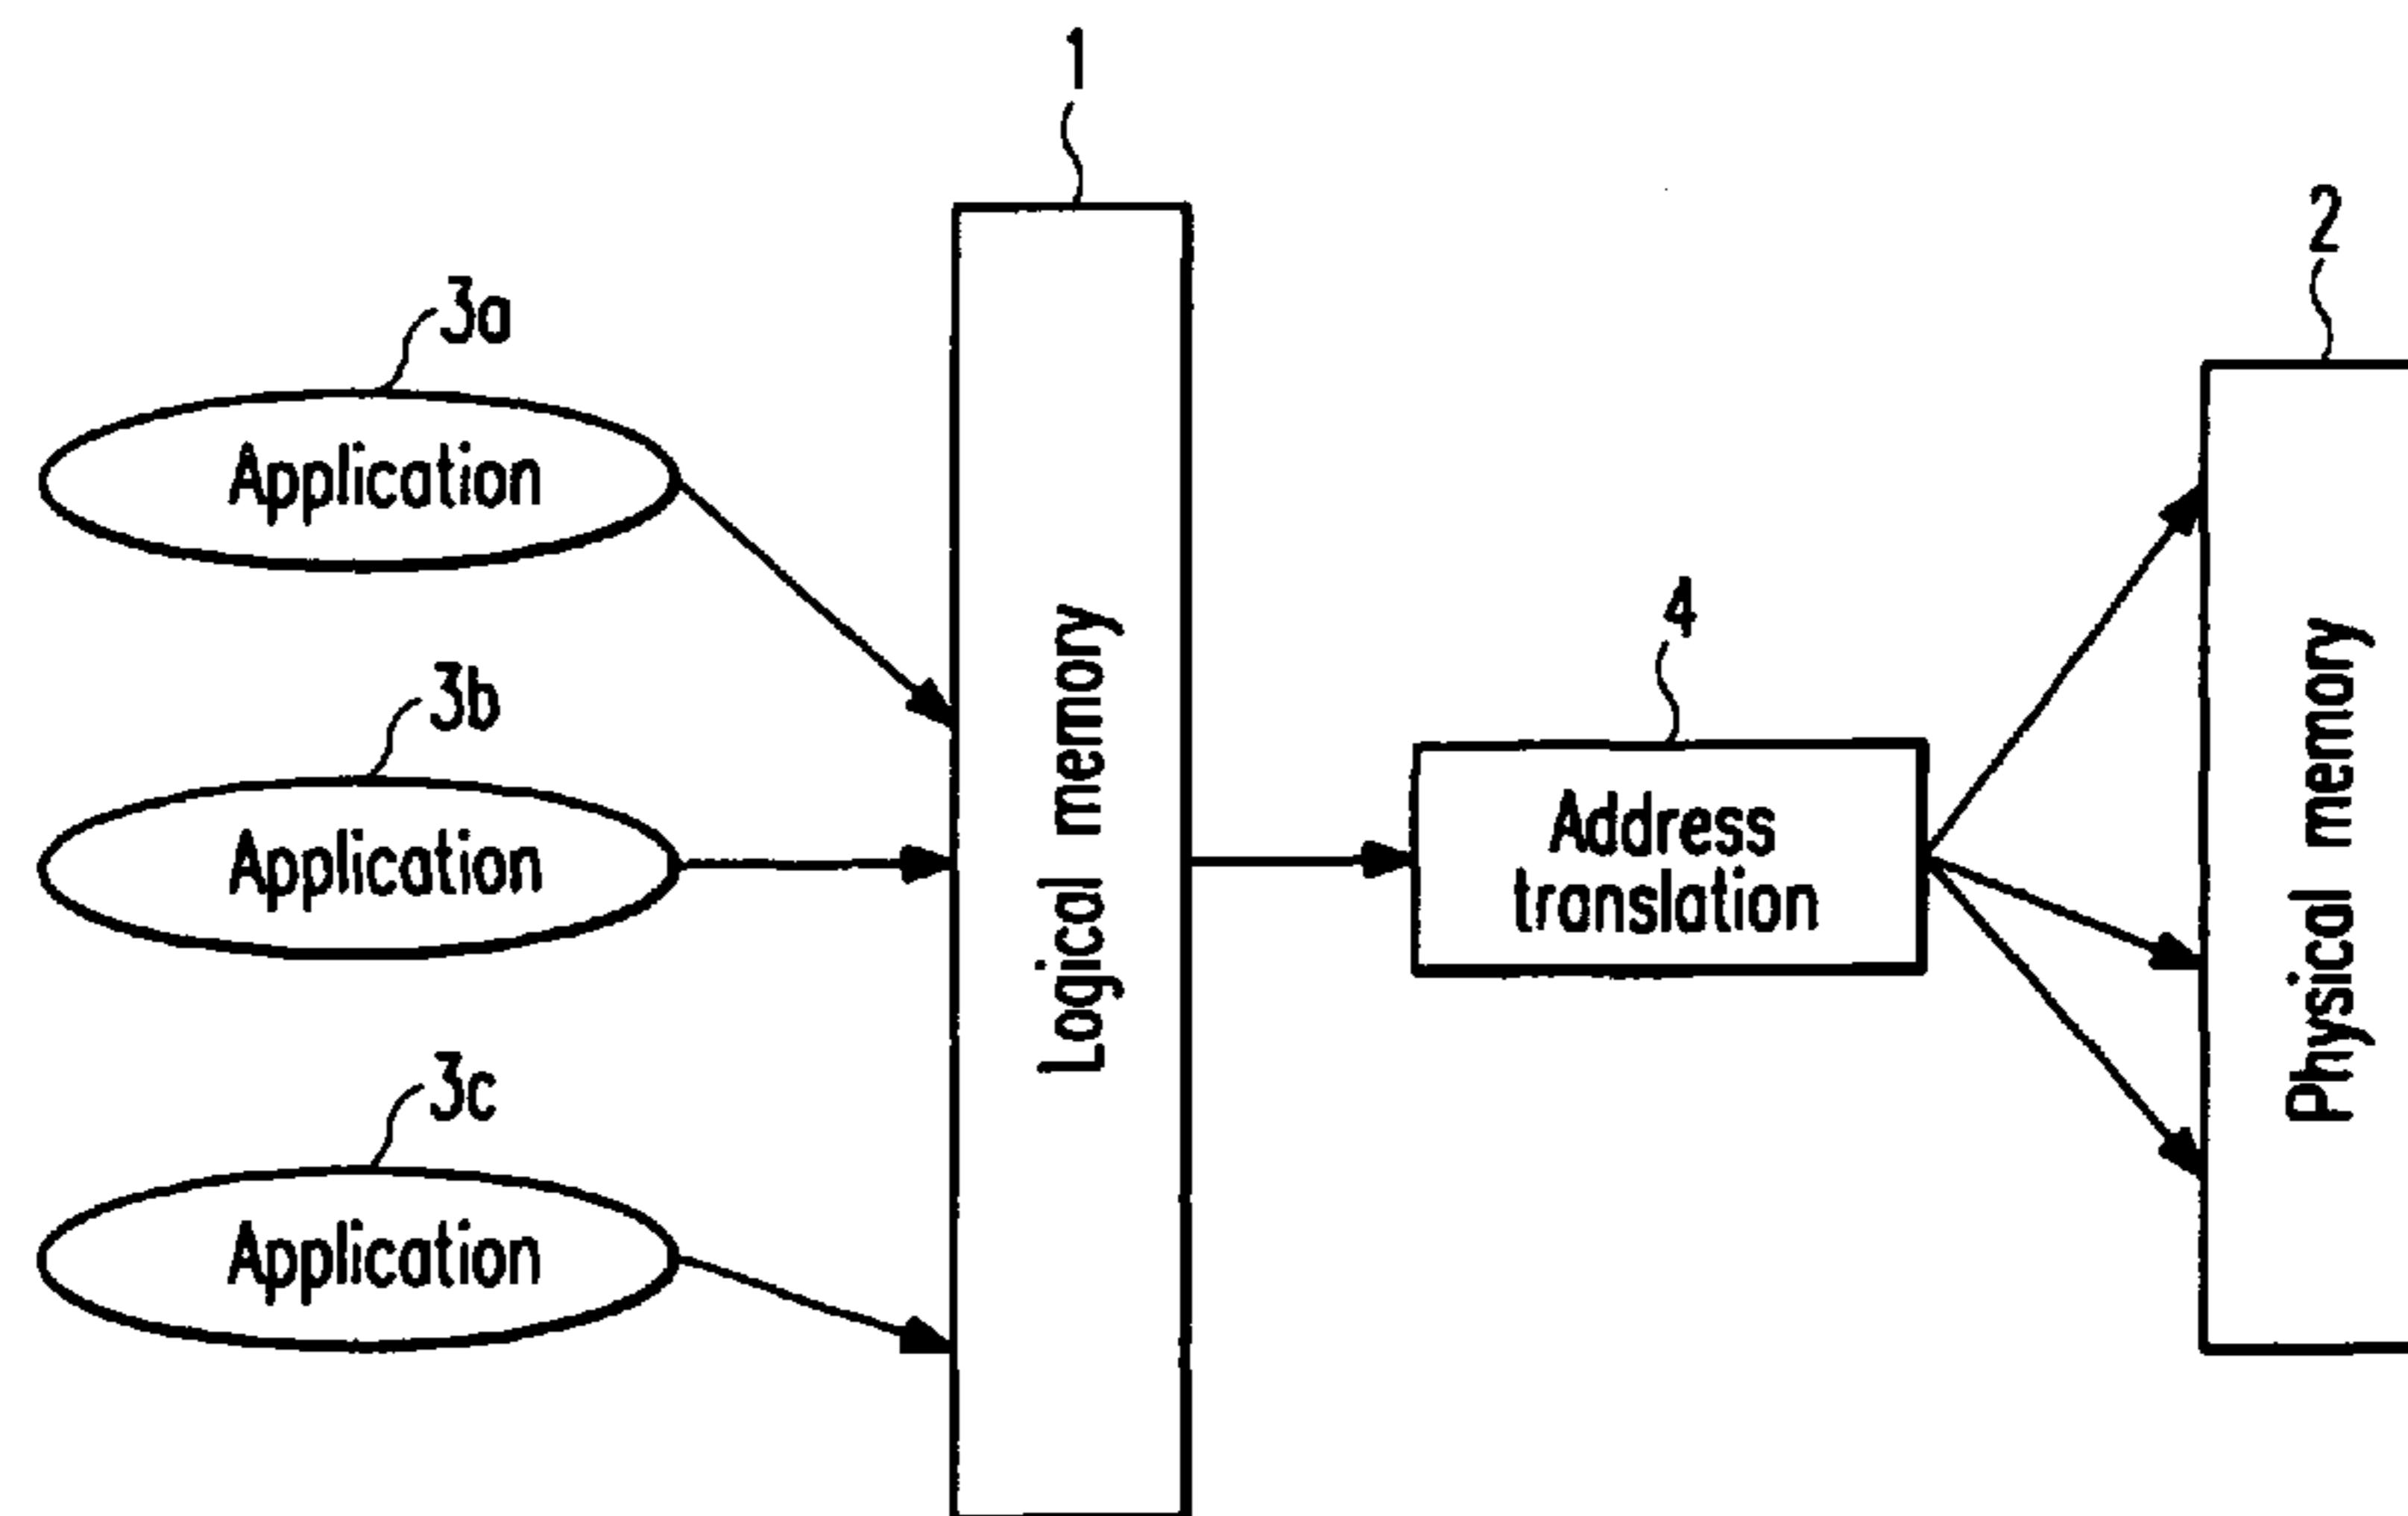 1
2
3a
Application
3b
Application
3c
Application
Logical memory
4
Address
translation
Physical memory